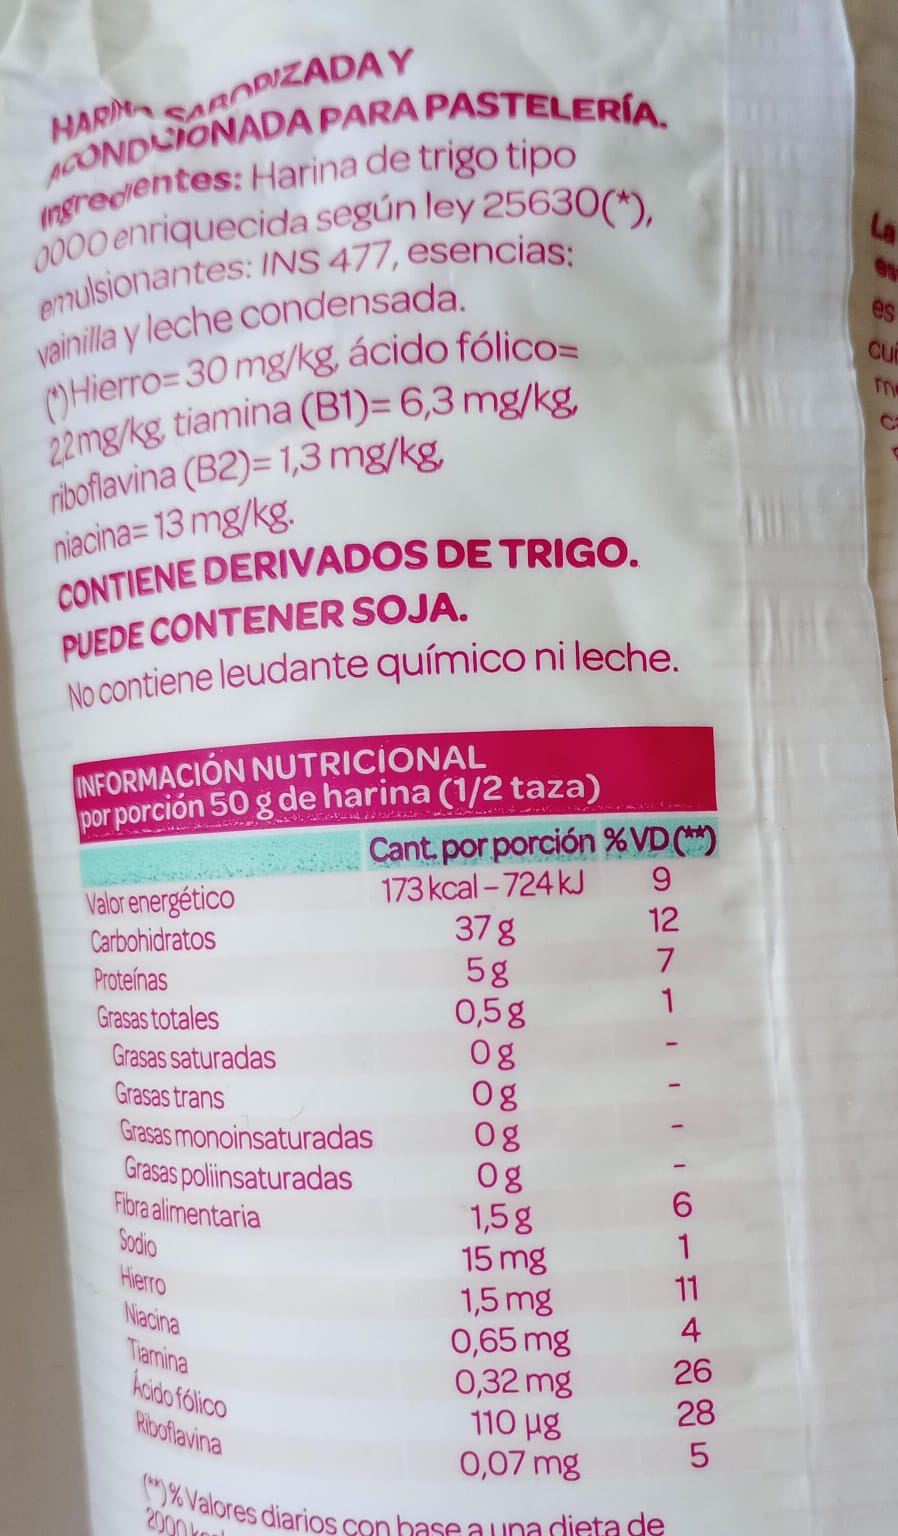 HARINA SABORIZADA Y
ACONDICIONADA PARA PASTELERÍA.
Ingredientes: Harina de trigo tipo
0000 enriquecida según ley 25630(*),
emulsionantes: INS 477, esencias:
vainilla y leche condensada.
(*)Hierro= 30 mg/kg, ácido fólico=
2,2mg/kg, tiamina (B1)= 6,3 mg/kg,
riboflavina (B2)= 1,3 mg/kg,
niacina= 13 mg/kg.
CONTIENE DERIVADOS DE TRIGO.
PUEDE CONTENER SOJA.
No contiene leudante químico ni leche.
INFORMACIÓN NUTRICIONAL
por porción 50 g de harina (1/2 taza)
Cant. por porción % VD (**)
Valor energético 173 kcal – 724 kJ 9
Carbohidratos 37 g 12
Proteínas 5 g 7
Grasas totales 0,5 g 1
Grasas saturadas 0 g -
Grasas trans 0 g -
Grasas monoinsaturadas 0 g -
Grasas poliinsaturadas 0 g -
Fibra alimentaria 1,5 g 6
Sodio 15 mg 1
Hierro 1,5 mg 11
Niacina 0,65 mg 4
Tiamina 0,32 mg 26
Ácido fólico 110 µg 28
Riboflavina 0,07 mg 5
(**) % Valores diarios con base a una dieta de
2000
La
es